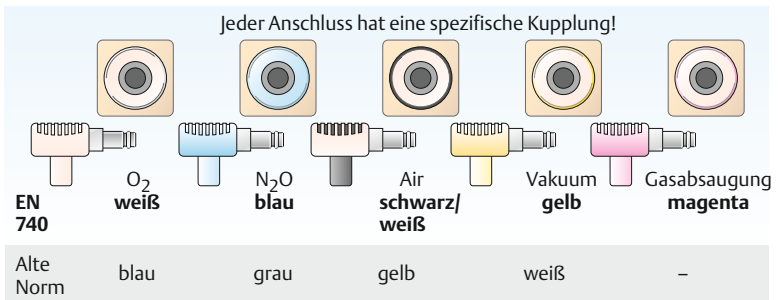 Jeder Anschluss hat eine spezifische Kupplung!
EN 740
O₂ weiß
N₂O blau
Air schwarz/weiß
Vakuum gelb
Gasabsaugung magenta
Alte Norm blau grau gelb weiß –